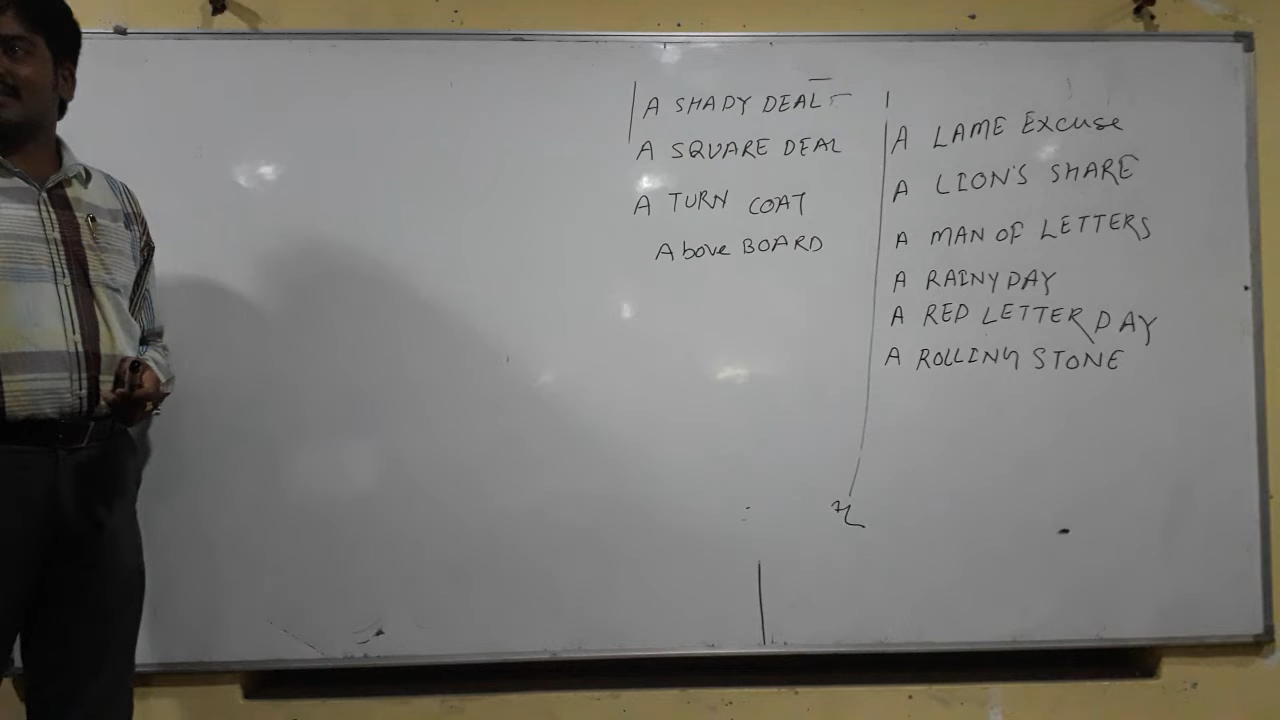 A SHADY DEAL
A SQUARE DEAL
A TURN COAT
Above BOARD
A LAME Excuse
A LION'S SHARE
A MAN OF LETTERS
A RAINY DAY
A RED LETTER DAY
A ROLLING STONE